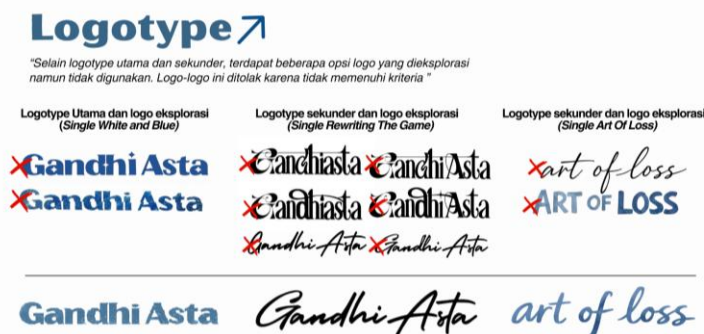 Logotype
"Selain logotype utama dan sekunder, terdapat beberapa opsi logo yang dieksplorasi
namun tidak digunakan. Logo-logo ini ditolak karena tidak memenuhi kriteria "
Logotype Utama dan logo eksplorasi
(Single White and Blue)
Gandhi Asta
Gandhi Asta
Logotype sekunder dan logo eksplorasi
(Single Rewriting The Game)
Gandhiasta Gandhi Asta
Gandhiasta Gandhi Asta
Gandhi Asta Gandhi Asta
Logotype sekunder dan logo eksplorasi
(Single Art Of Loss)
art of loss
ART OF LOSS
Gandhi Asta Gandhi Asta art of loss